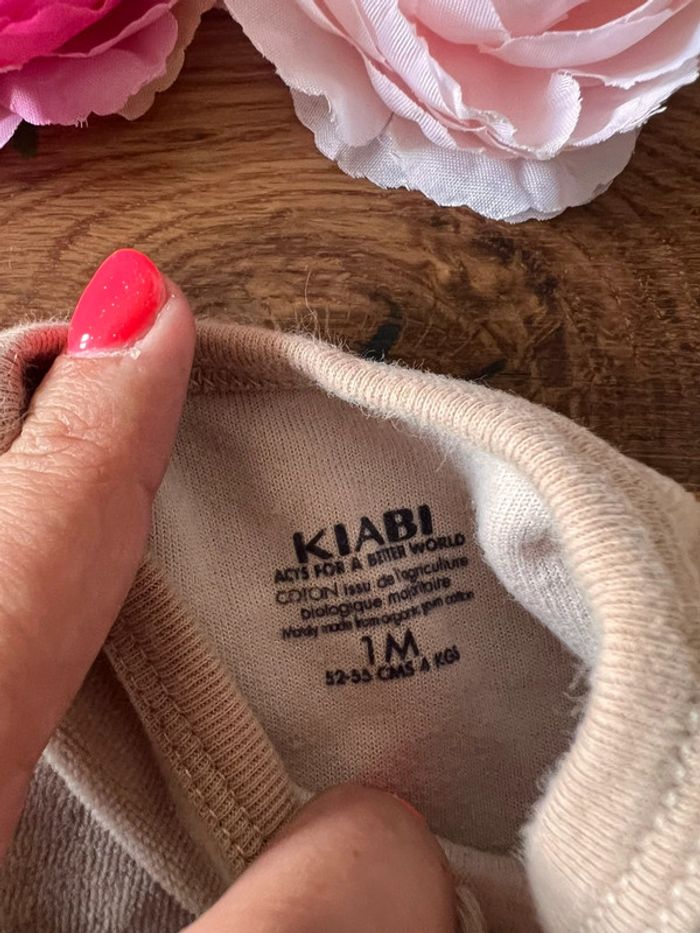 KIABI
ACTS FOR A BETTER WORLD
COTON issu de l'agriculture
biologique majoritaire
Mainly made from organic grown cotton
1M
52-55 CMS 4 KGS